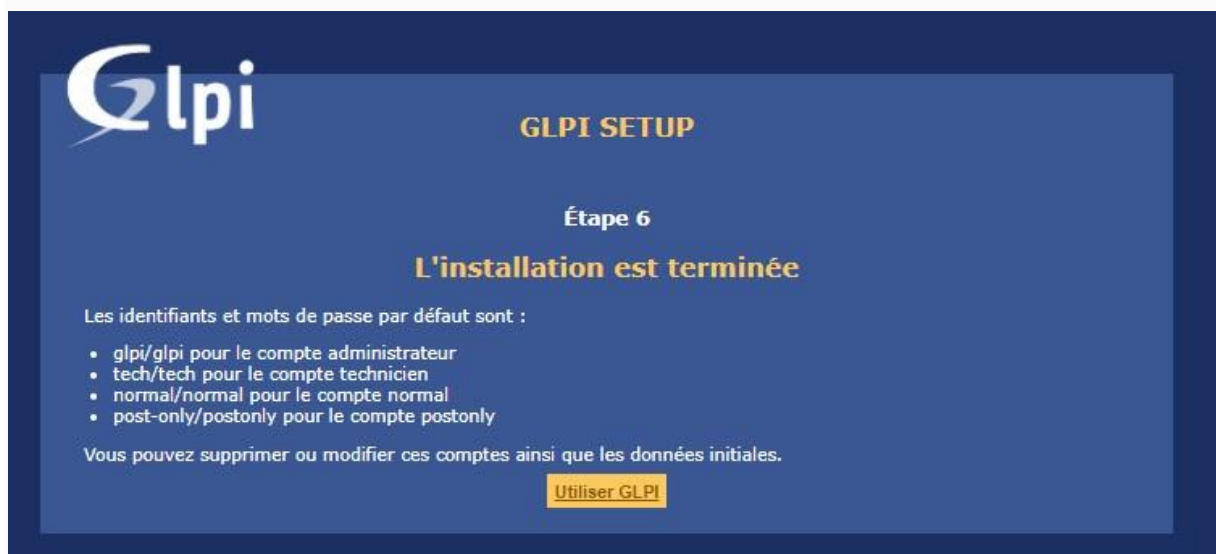 Glpi
GLPI SETUP
Étape 6
L'installation est terminée
Les identifiants et mots de passe par défaut sont :
• glpi/glpi pour le compte administrateur
• tech/tech pour le compte technicien
• normal/normal pour le compte normal
• post-only/postonly pour le compte postonly
Vous pouvez supprimer ou modifier ces comptes ainsi que les données initiales.
Utiliser GLPI